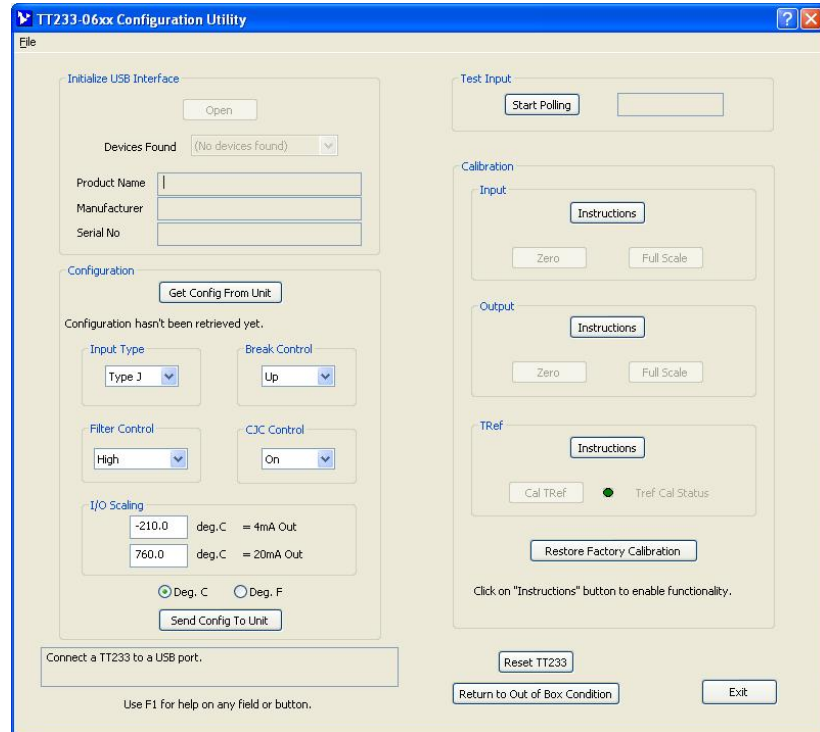 TT233-06xx Configuration Utility
File
Initialize USB Interface
Open
Devices Found (No devices found)
Product Name
Manufacturer
Serial No
Configuration
Get Config From Unit
Configuration hasn't been retrieved yet.
Input Type
Type J
Break Control
Up
Filter Control
High
CJC Control
On
I/O Scaling
-210.0 deg.C = 4mA Out
760.0 deg.C = 20mA Out
Deg. C Deg. F
Send Config To Unit
Connect a TT233 to a USB port.
Use F1 for help on any field or button.
Test Input
Start Polling
Calibration
Input
Instructions
Zero Full Scale
Output
Instructions
Zero Full Scale
TRef
Instructions
Cal TRef Tref Cal Status
Restore Factory Calibration
Click on "Instructions" button to enable functionality.
Reset TT233
Return to Out of Box Condition
Exit